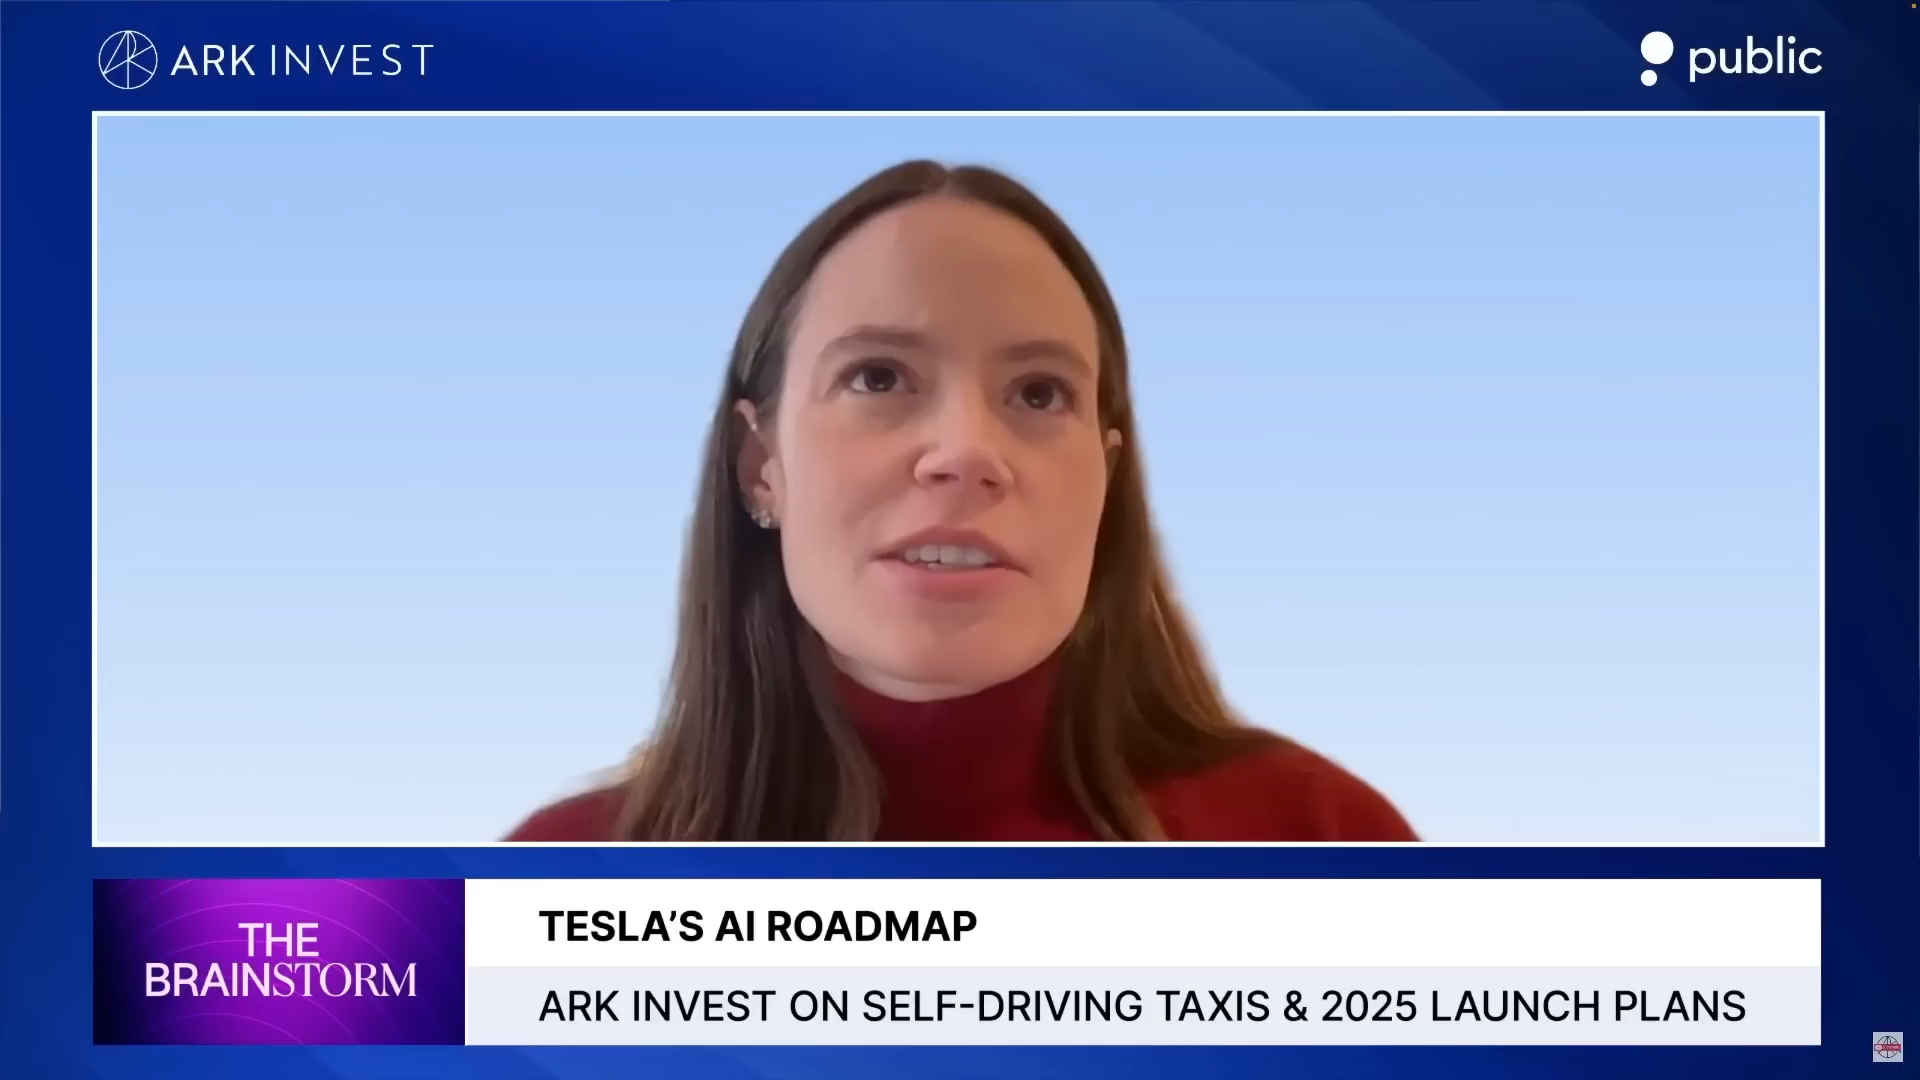 ARK INVEST
public
THE
BRAINSTORM
TESLA'S AI ROADMAP
ARK INVEST ON SELF-DRIVING TAXIS & 2025 LAUNCH PLANS